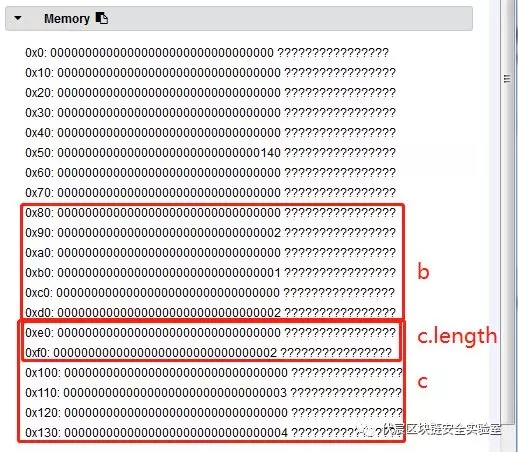 Memory
0x0: 00000000000000000000000000000000 ????????????????
0x10: 00000000000000000000000000000000 ????????????????
0x20: 00000000000000000000000000000000 ????????????????
0x30: 00000000000000000000000000000000 ????????????????
0x40: 00000000000000000000000000000000 ????????????????
0x50: 00000000000000000000000000000140 ????????????????
0x60: 00000000000000000000000000000000 ????????????????
0x70: 00000000000000000000000000000000 ????????????????
0x80: 00000000000000000000000000000000 ????????????????
0x90: 00000000000000000000000000000002 ????????????????
0xa0: 00000000000000000000000000000000 ????????????????
0xb0: 00000000000000000000000000000001 ????????????????
b
0xc0: 00000000000000000000000000000000 ????????????????
0xd0: 00000000000000000000000000000002 ????????????????
0xe0: 00000000000000000000000000000000 ????????????????
c.length
0xf0: 00000000000000000000000000000002 ????????????????
0x100: 00000000000000000000000000000000 ????????????????
c
0x110: 00000000000000000000000000000003 ????????????????
0x120: 00000000000000000000000000000000 ????????????????
0x130: 00000000000000000000000000000004 ????????????????
伏宸区块链安全实验室